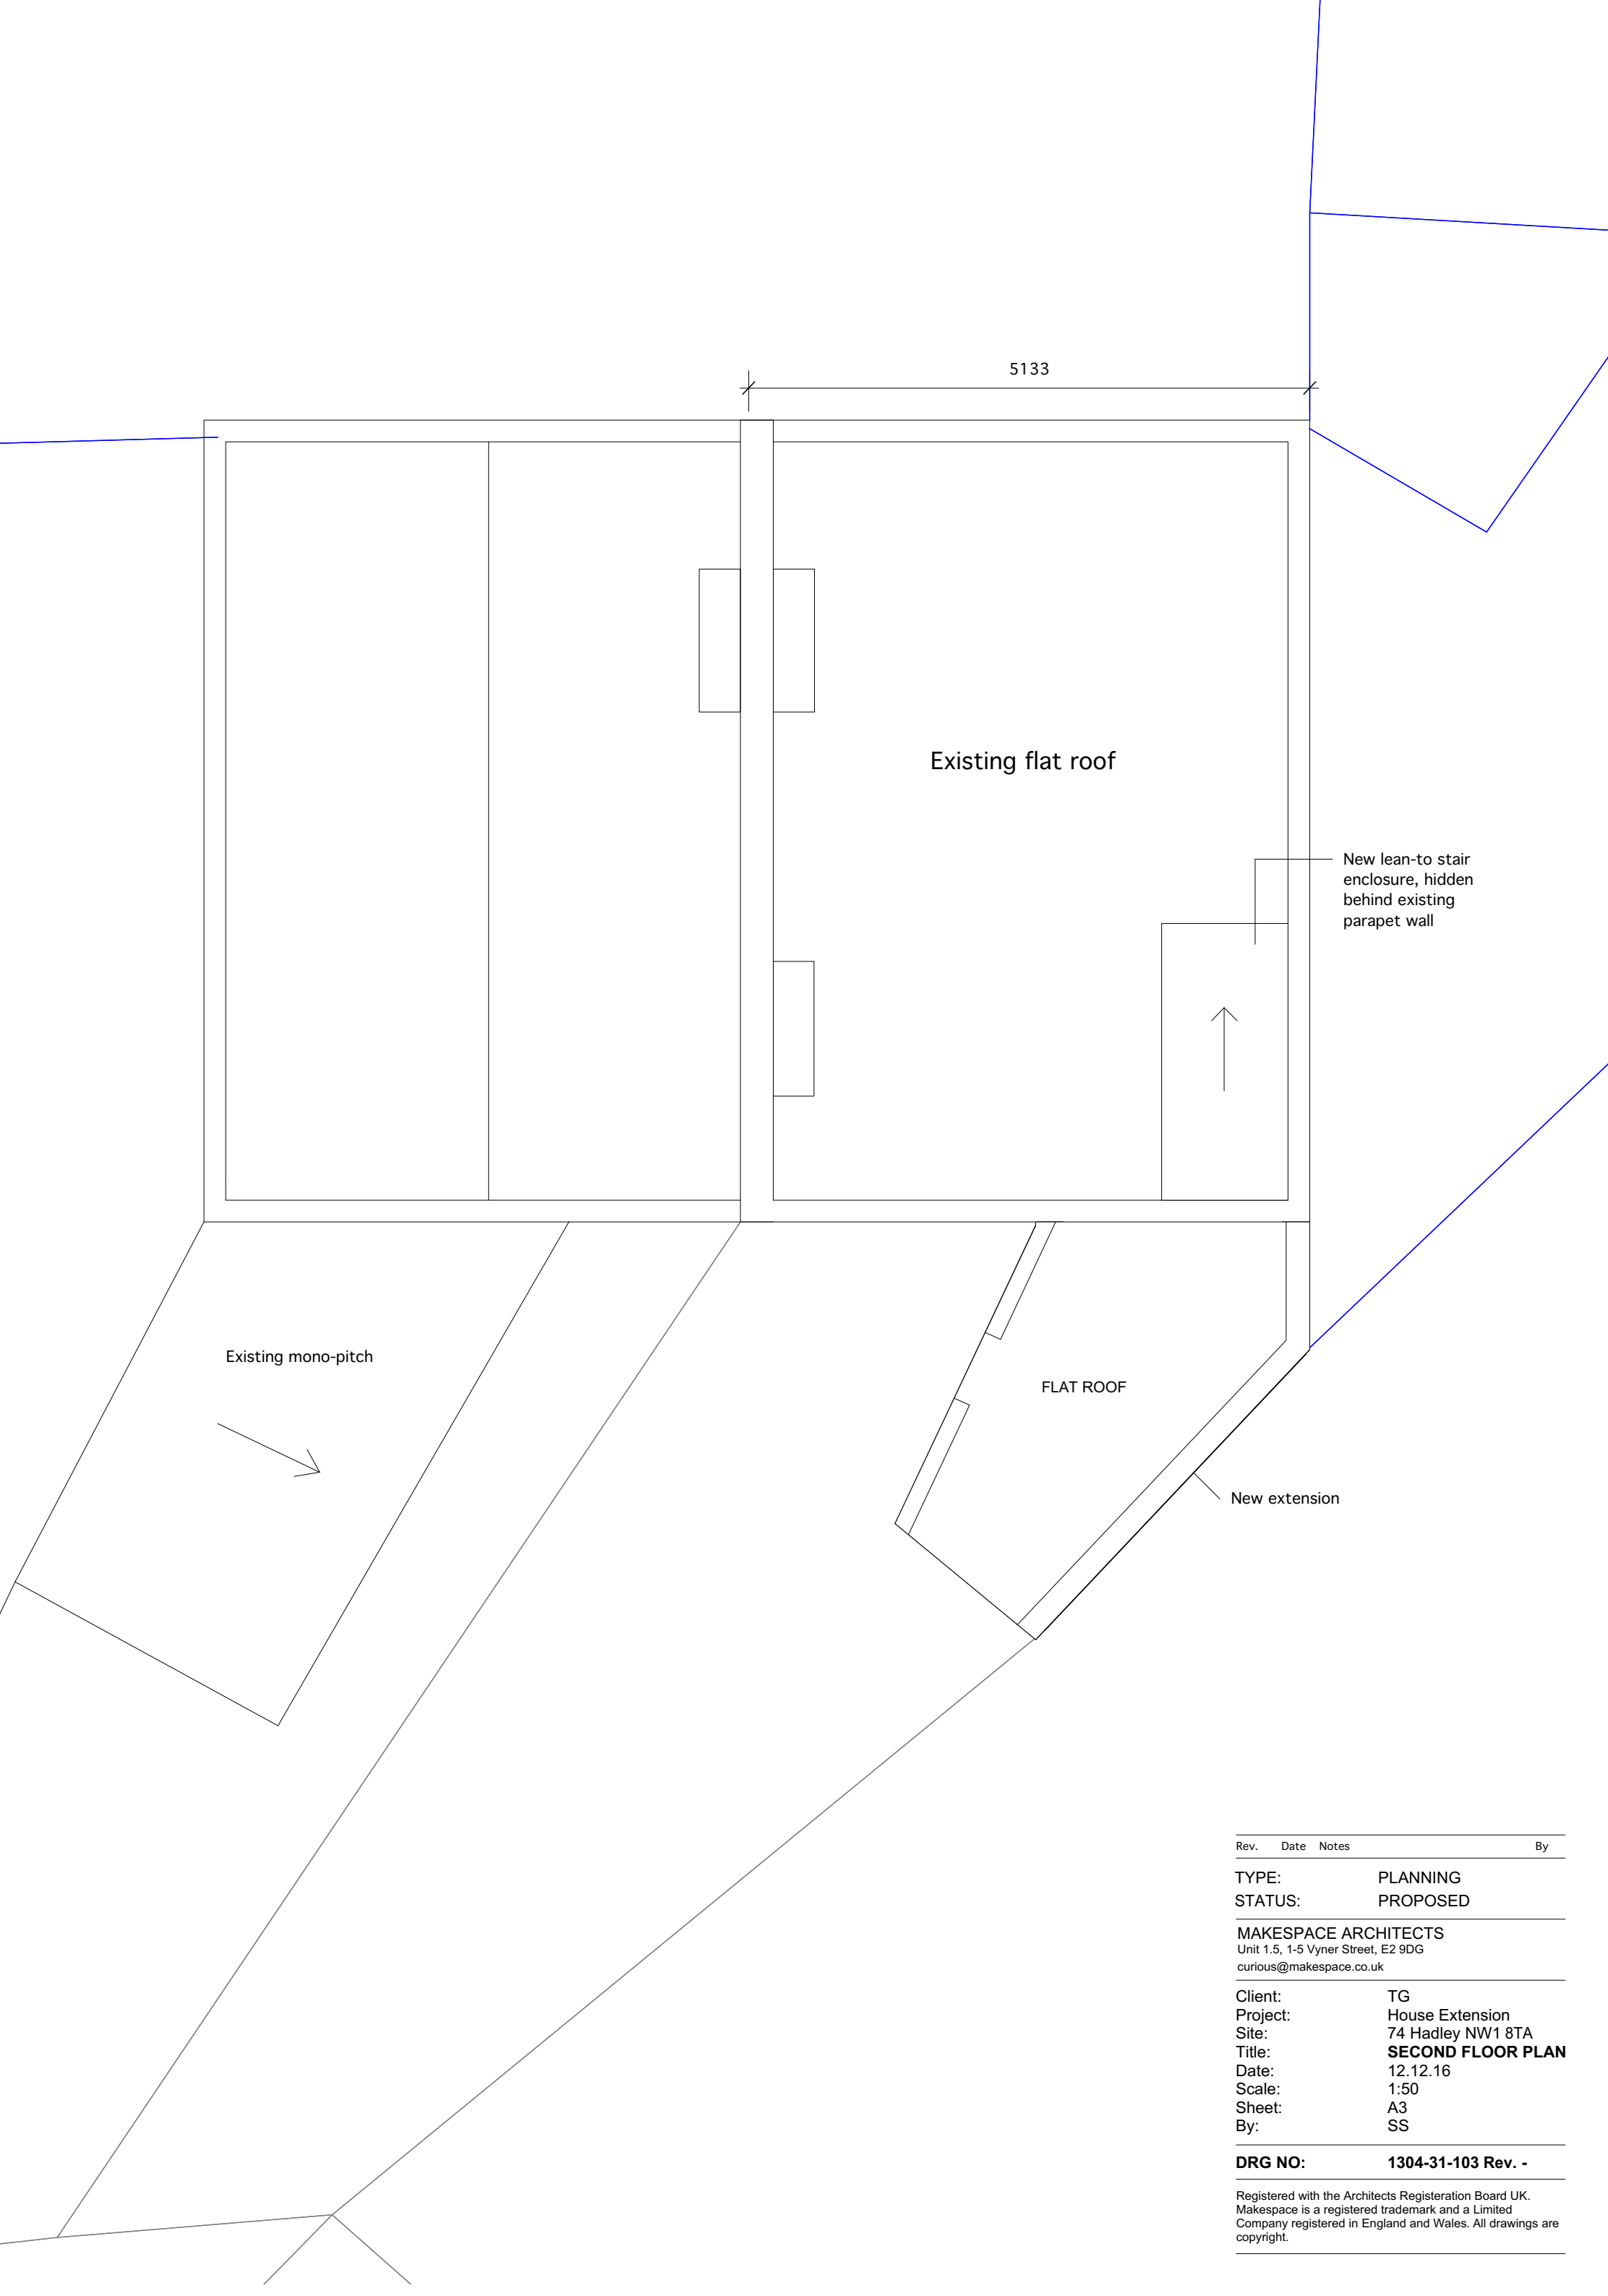 5133
Existing flat roof
New lean-to stair
enclosure, hidden
behind existing
parapet wall
Existing mono-pitch
FLAT ROOF
New extension
Rev. Date Notes By
TYPE: PLANNING
STATUS: PROPOSED
MAKESPACE ARCHITECTS
Unit 1.5, 1-5 Vyner Street, E2 9DG
curious@makespace.co.uk
Client: TG
Project: House Extension
Site: 74 Hadley NW1 8TA
Title: SECOND FLOOR PLAN
Date: 12.12.16
Scale: 1:50
Sheet: A3
By: SS
DRG NO: 1304-31-103 Rev. -
Registered with the Architects Registeration Board UK.
Makespace is a registered trademark and a Limited
Company registered in England and Wales. All drawings are
copyright.